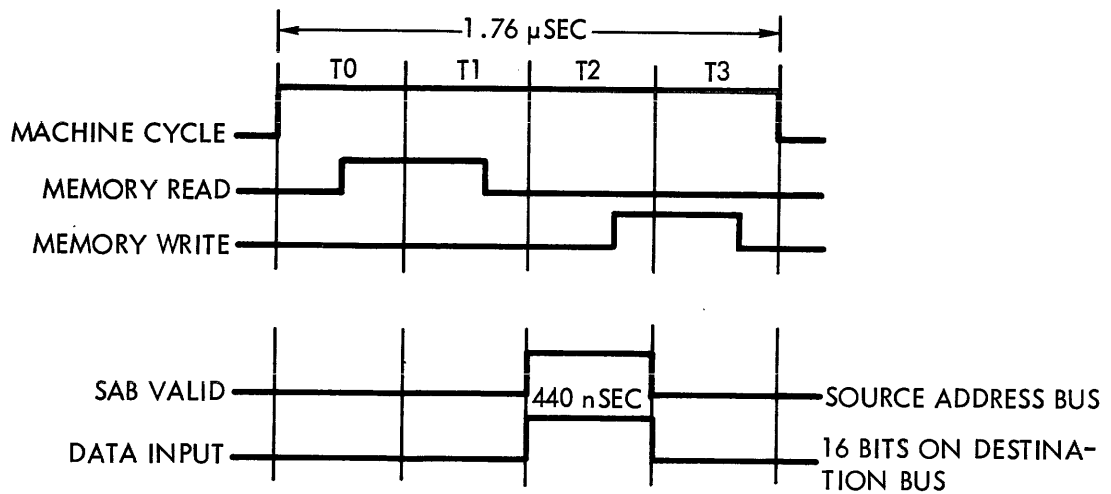 1.76 μSEC
T0 T1 T2 T3
MACHINE CYCLE
MEMORY READ
MEMORY WRITE
SAB VALID
440 nSEC
SOURCE ADDRESS BUS
DATA INPUT
16 BITS ON DESTINA-
TION BUS